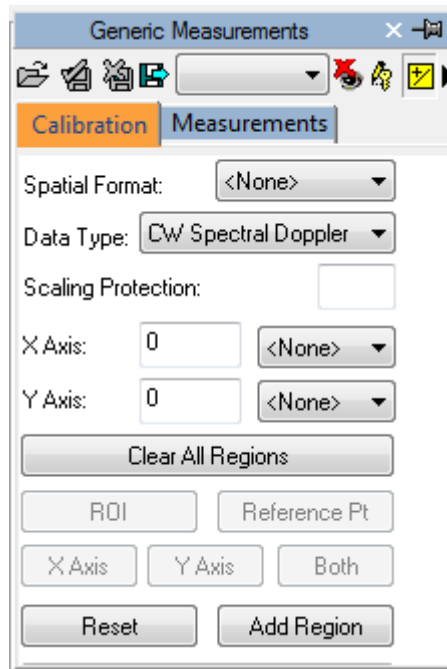 Generic Measurements
Calibration Measurements
Spatial Format: <None>
Data Type: CW Spectral Doppler
Scaling Protection:
X Axis: 0 <None>
Y Axis: 0 <None>
Clear All Regions
ROI Reference Pt
X Axis Y Axis Both
Reset Add Region